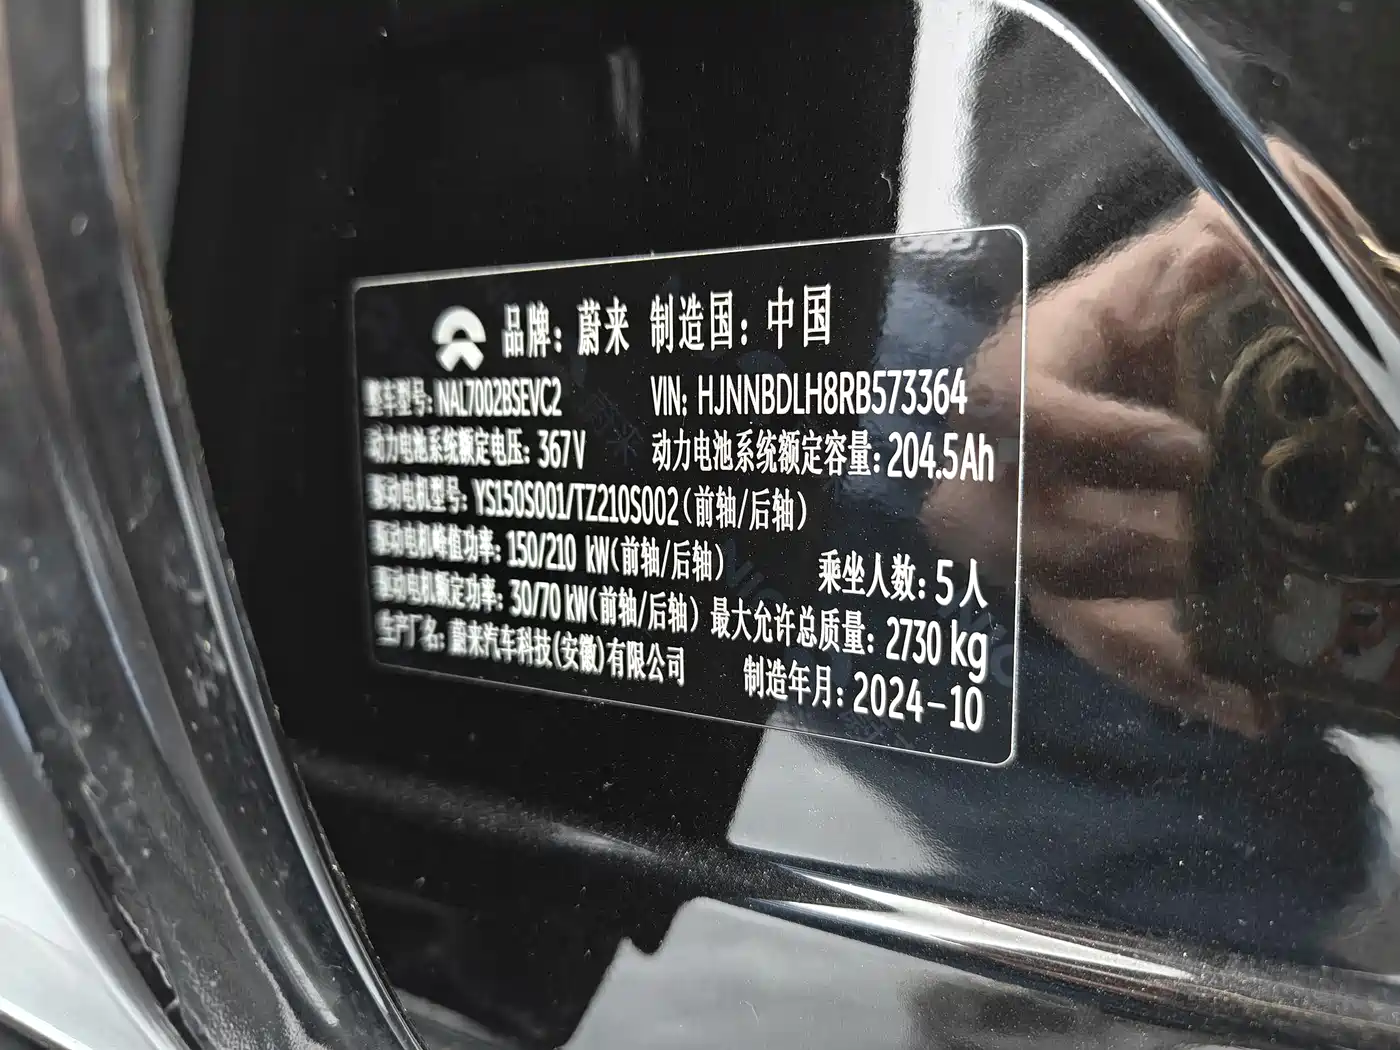 品牌：蔚来 制造国：中国
整车型号：NAL7002BSEVC2 VIN：HJNNBDLH8RB573364
动力电池系统额定电压：367V 动力电池系统额定容量：204.5Ah
驱动电机型号：YS150S001/TZ210S002（前轴/后轴）
驱动电机峰值功率：150/210 kW（前轴/后轴） 乘坐人数：5人
驱动电机额定功率：30/70 kW（前轴/后轴） 最大允许总质量：2730 kg
生产厂名：蔚来汽车科技（安徽）有限公司 制造年月：2024-10